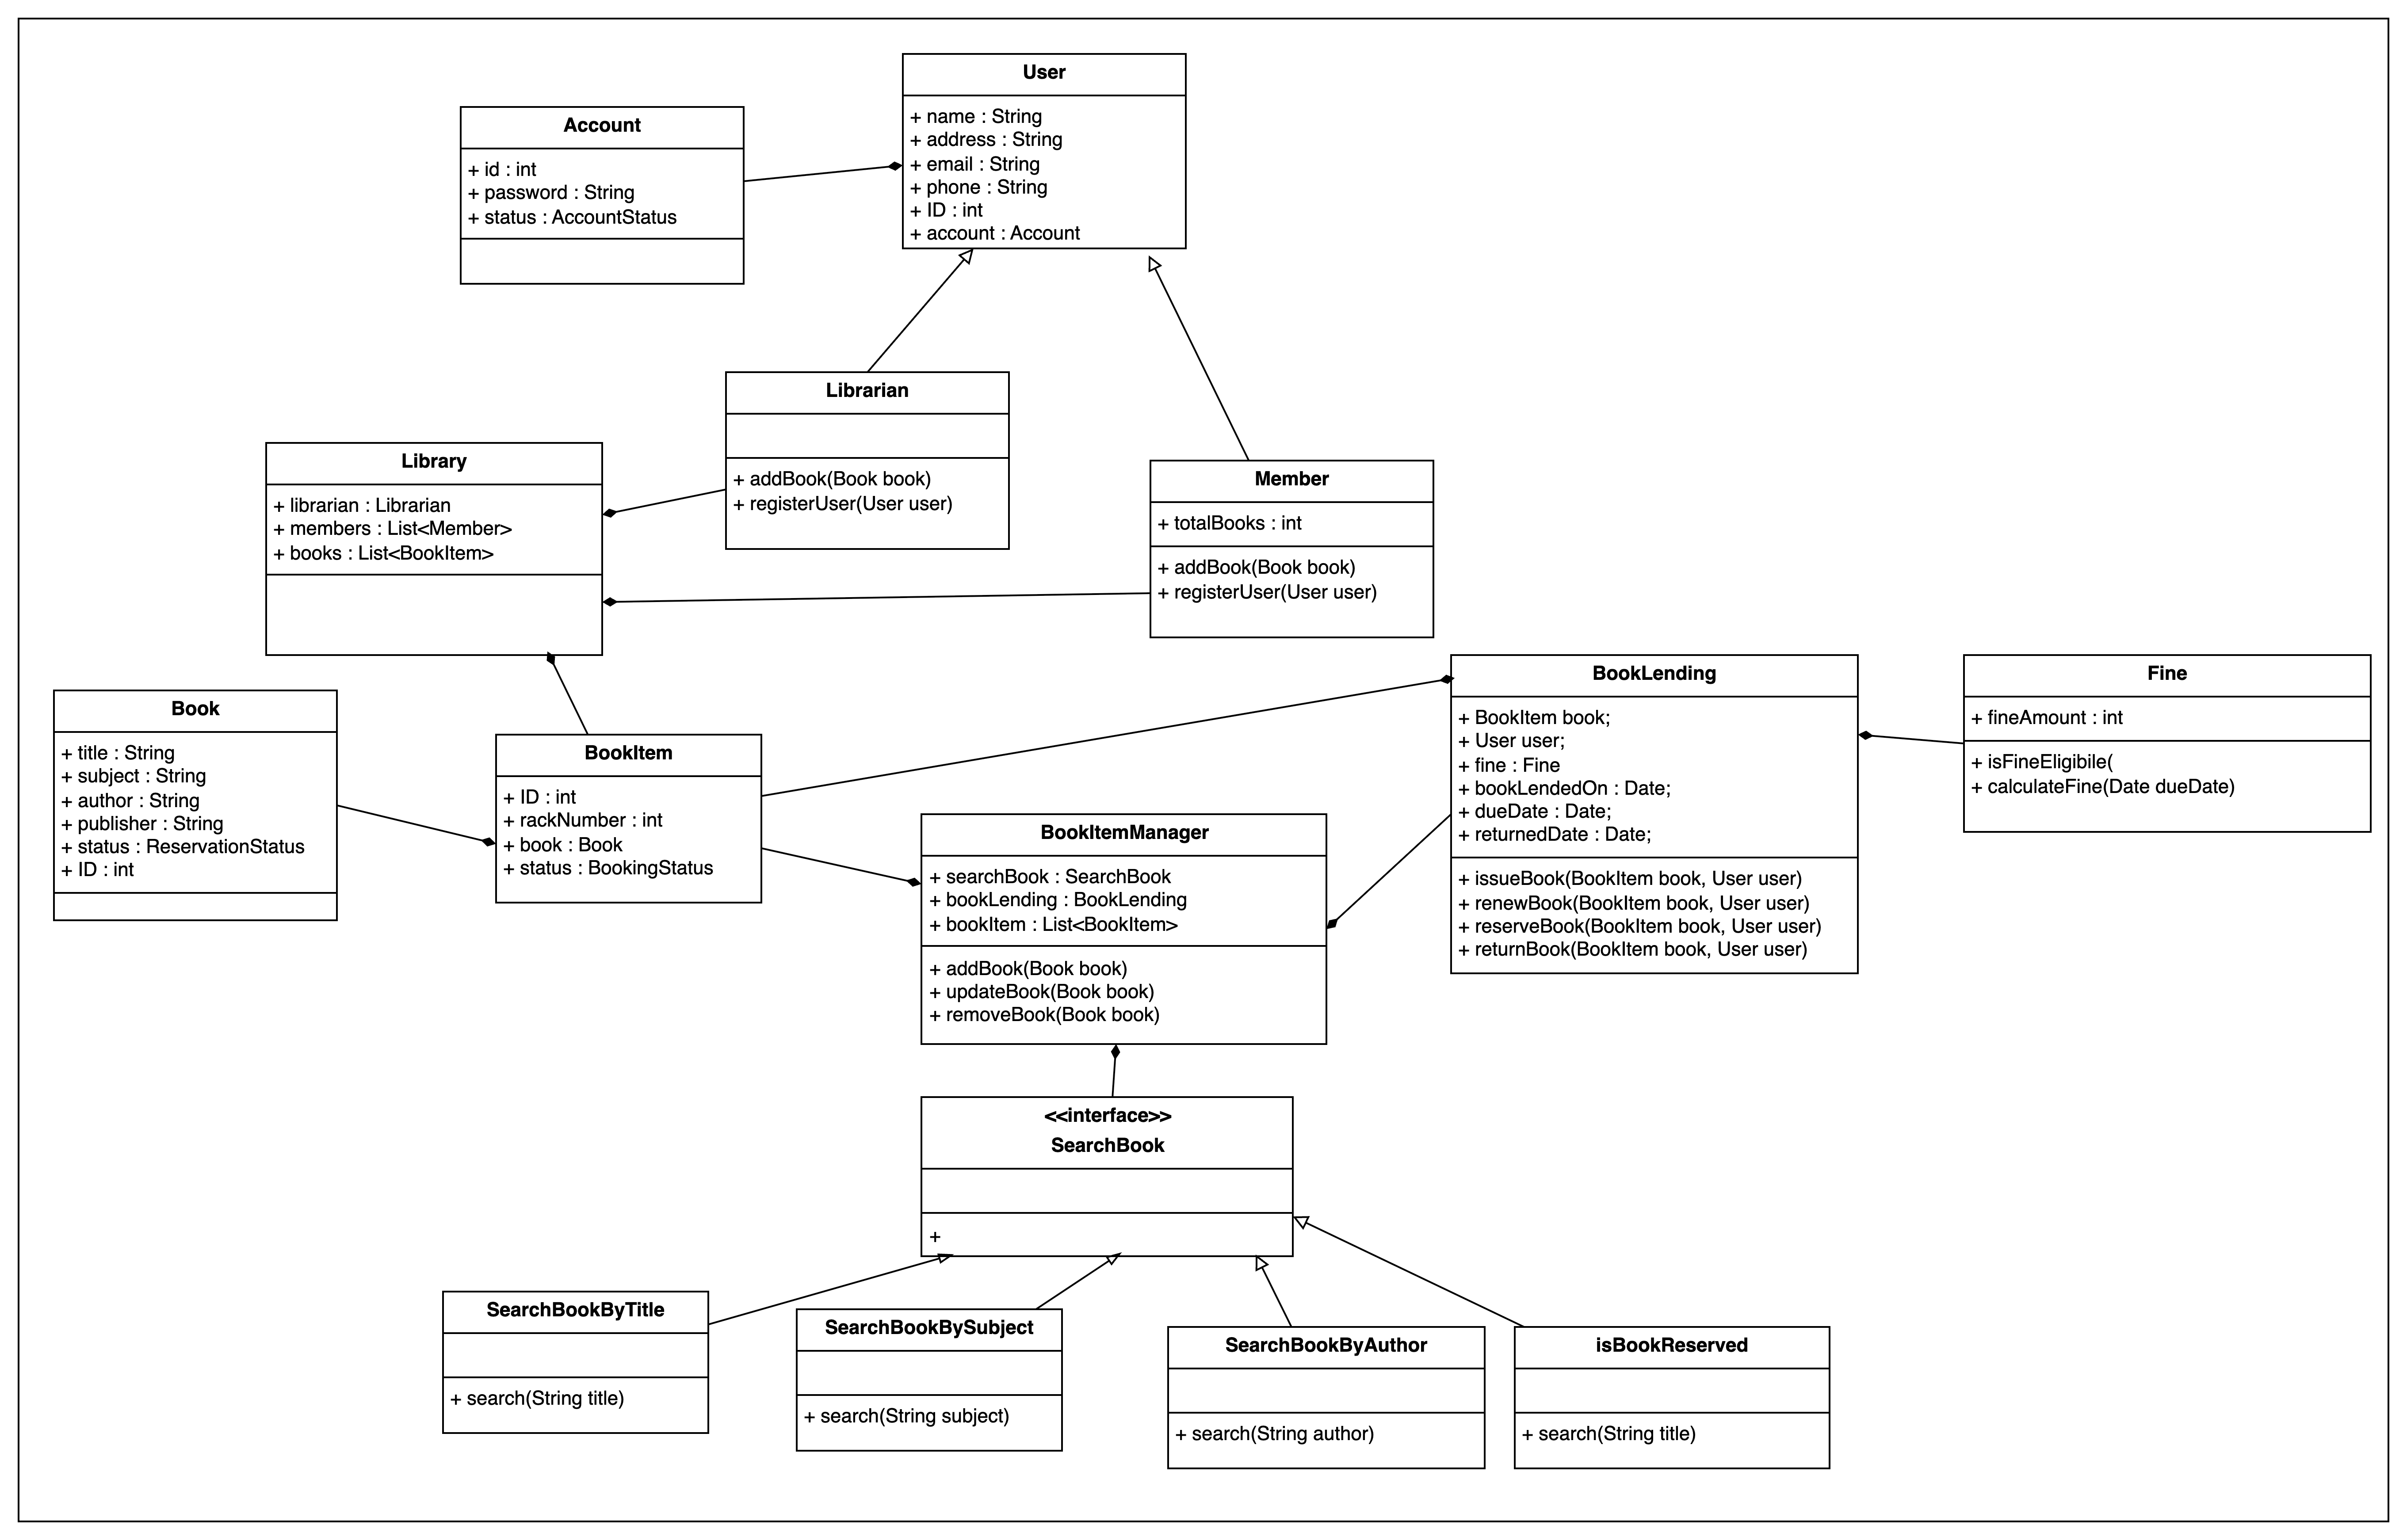 User
+ name : String
+ address : String
+ email : String
+ phone : String
+ ID : int
+ account : Account
Account
+ id : int
+ password : String
+ status : AccountStatus
Librarian
+ addBook(Book book)
+ registerUser(User user)
Library
+ librarian : Librarian
+ members : List<Member>
+ books : List<BookItem>
Member
+ totalBooks : int
+ addBook(Book book)
+ registerUser(User user)
Book
+ title : String
+ subject : String
+ author : String
+ publisher : String
+ status : ReservationStatus
+ ID : int
BookItem
+ ID : int
+ rackNumber : int
+ book : Book
+ status : BookingStatus
BookLending
+ BookItem book;
+ User user;
+ fine : Fine
+ bookLendedOn : Date;
+ dueDate : Date;
+ returnedDate : Date;
+ issueBook(BookItem book, User user)
+ renewBook(BookItem book, User user)
+ reserveBook(BookItem book, User user)
+ returnBook(BookItem book, User user)
Fine
+ fineAmount : int
+ isFineEligibile(
+ calculateFine(Date dueDate)
BookItemManager
+ searchBook : SearchBook
+ bookLending : BookLending
+ bookItem : List<BookItem>
+ addBook(Book book)
+ updateBook(Book book)
+ removeBook(Book book)
<<interface>>
SearchBook
+
SearchBookByTitle
+ search(String title)
SearchBookBySubject
+ search(String subject)
SearchBookByAuthor
+ search(String author)
isBookReserved
+ search(String title)